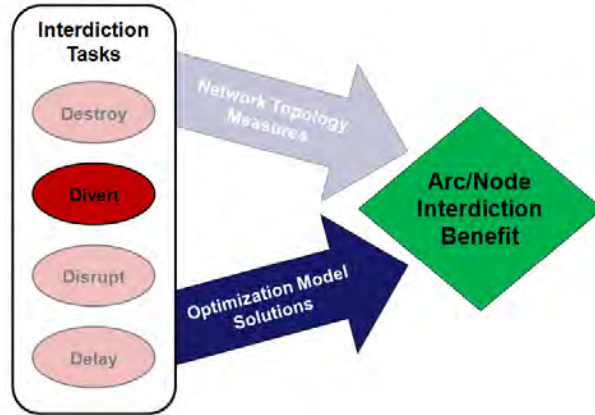 Interdiction
Tasks
Destroy
Divert
Disrupt
Delay
Network Topology
Measures
Optimization Model
Solutions
Arc/Node
Interdiction
Benefit